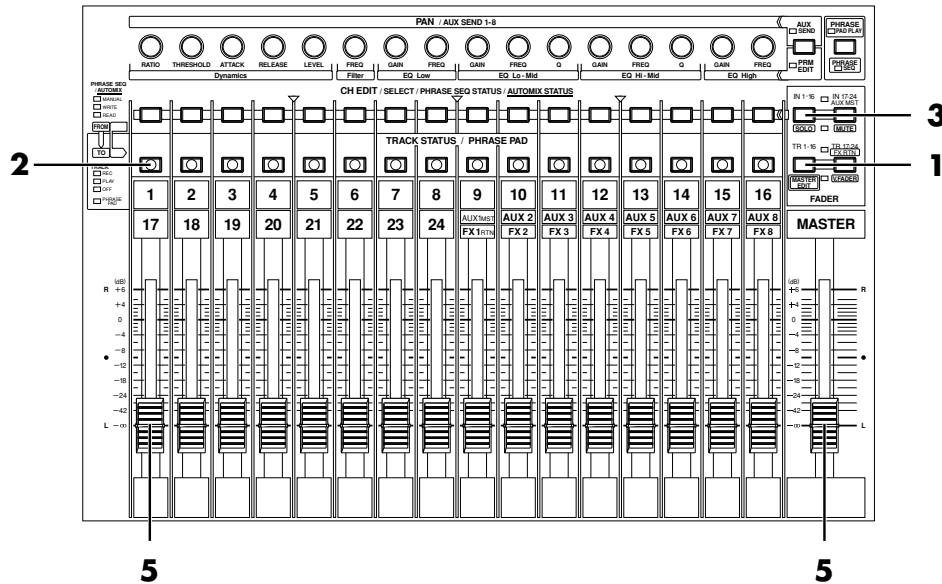 PAN / AUX SEND 1-8
AUX
SEND
PHRASE
PAD PLAY
RATIO THRESHOLD ATTACK RELEASE LEVEL FREQ GAIN FREQ GAIN FREQ Q GAIN FREQ Q GAIN FREQ
PRM
EDIT
PHRASE
SEQ
Dynamics Filter EQ Low EQ Lo - Mid EQ Hi - Mid EQ High
PHRASE SEQ
/AUTOMIX
MANUAL
WRITE
READ
CH EDIT / SELECT / PHRASE SEQ STATUS / AUTOMIX STATUS
IN 1-16 IN 17-24
AUX MST
3
SOLO MUTE
FROM
TO
TRACK STATUS / PHRASE PAD
TR 1-16 TR 17-24
FX RTN
2
1
REC
PLAY
OFF
PHRASE
PAD
MASTER
EDIT
V.FADER
FADER
1 2 3 4 5 6 7 8 9 10 11 12 13 14 15 16
17 18 19 20 21 22 23 24 AUX1MST AUX 2 AUX 3 AUX 4 AUX 5 AUX 6 AUX 7 AUX 8 MASTER
FX1RTN FX 2 FX 3 FX 4 FX 5 FX 6 FX 7 FX 8
(dB) (dB)
R +6 +6 R
+4 +4
0 0
−4 −4
−8 −8
−12 −12
−18 −18
−24 −24
−42 −42
L −∞ −∞ L
5 5